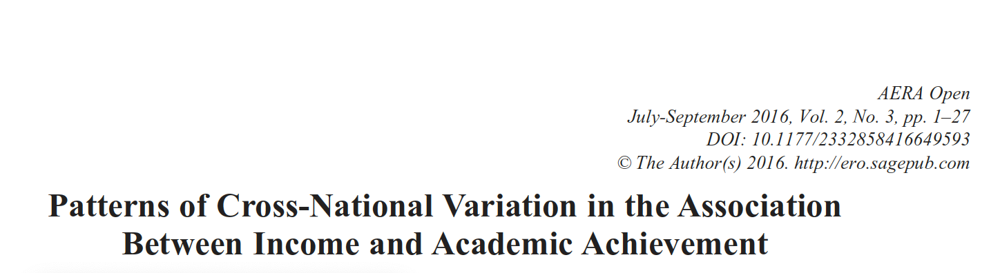 AERA Open
July-September 2016, Vol. 2, No. 3, pp. 1–27
DOI: 10.1177/2332858416649593
© The Author(s) 2016. http://ero.sagepub.com
Patterns of Cross-National Variation in the Association
Between Income and Academic Achievement